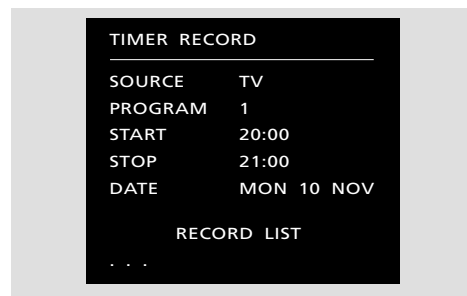 TIMER RECORD
SOURCE TV
PROGRAM 1
START 20:00
STOP 21:00
DATE MON 10 NOV
RECORD LIST
. . .